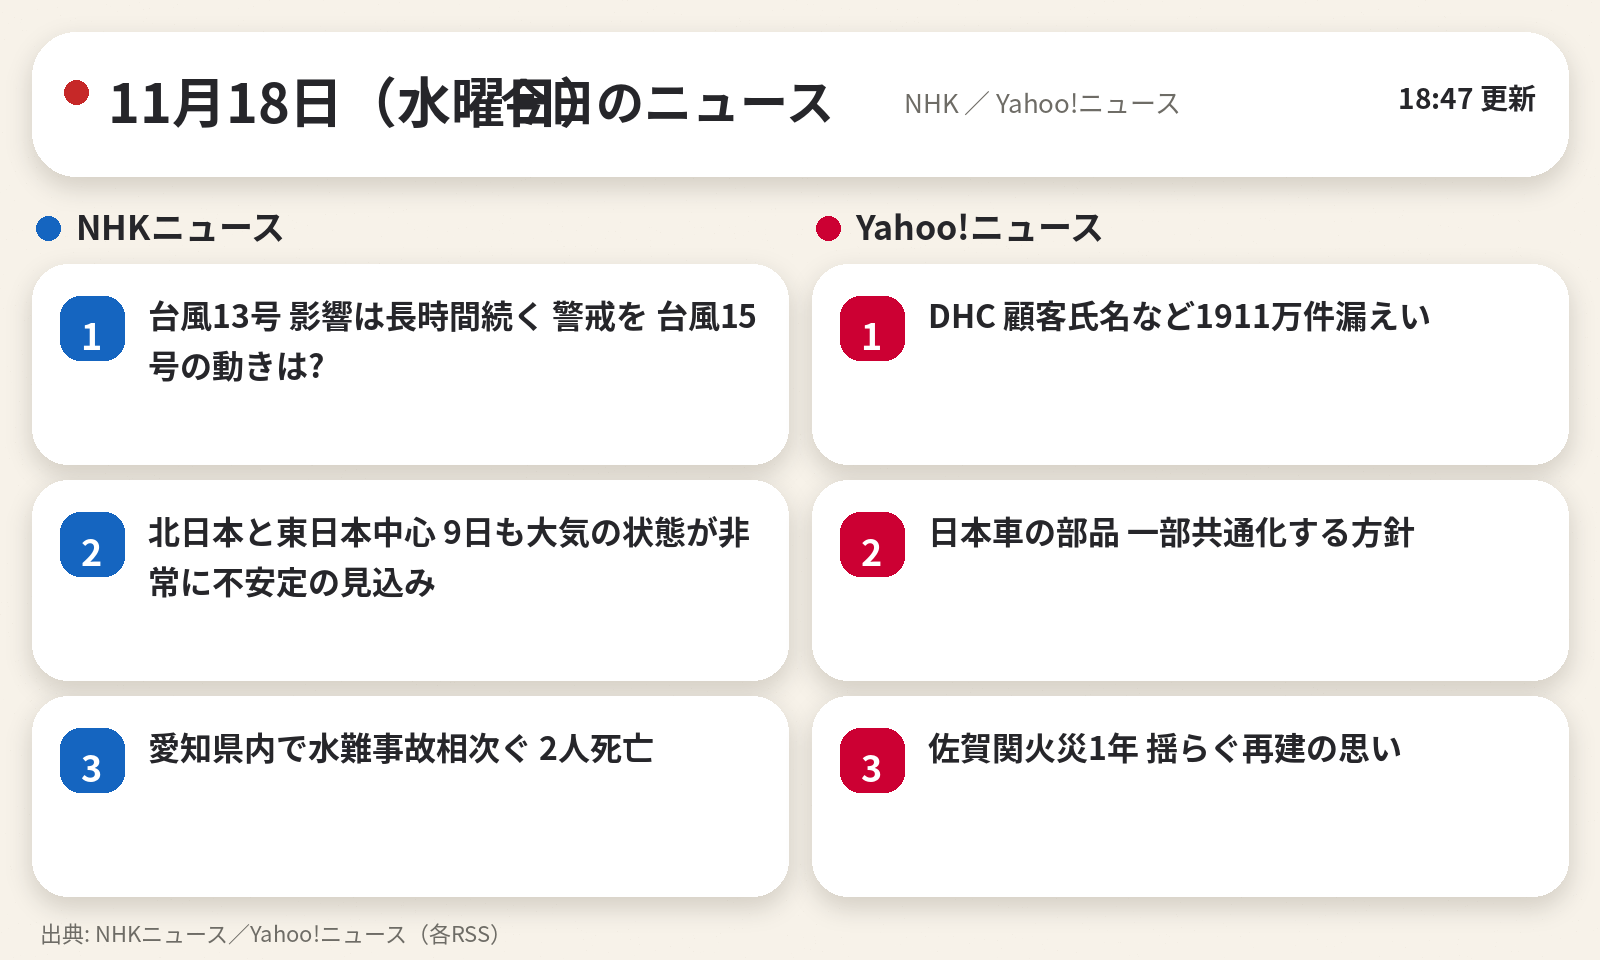 11月18日（水曜日）
今日のニュース
NHK ／ Yahoo!ニュース
18:47 更新
NHKニュース
1
台風13号 影響は長時間続く 警戒を 台風15
号の動きは?
2
北日本と東日本中心 9日も大気の状態が非
常に不安定の見込み
3
愛知県内で水難事故相次ぐ 2人死亡
Yahoo!ニュース
1
DHC 顧客氏名など1911万件漏えい
2
日本車の部品 一部共通化する方針
3
佐賀関火災1年 揺らぐ再建の思い
出典: NHKニュース／Yahoo!ニュース（各RSS）